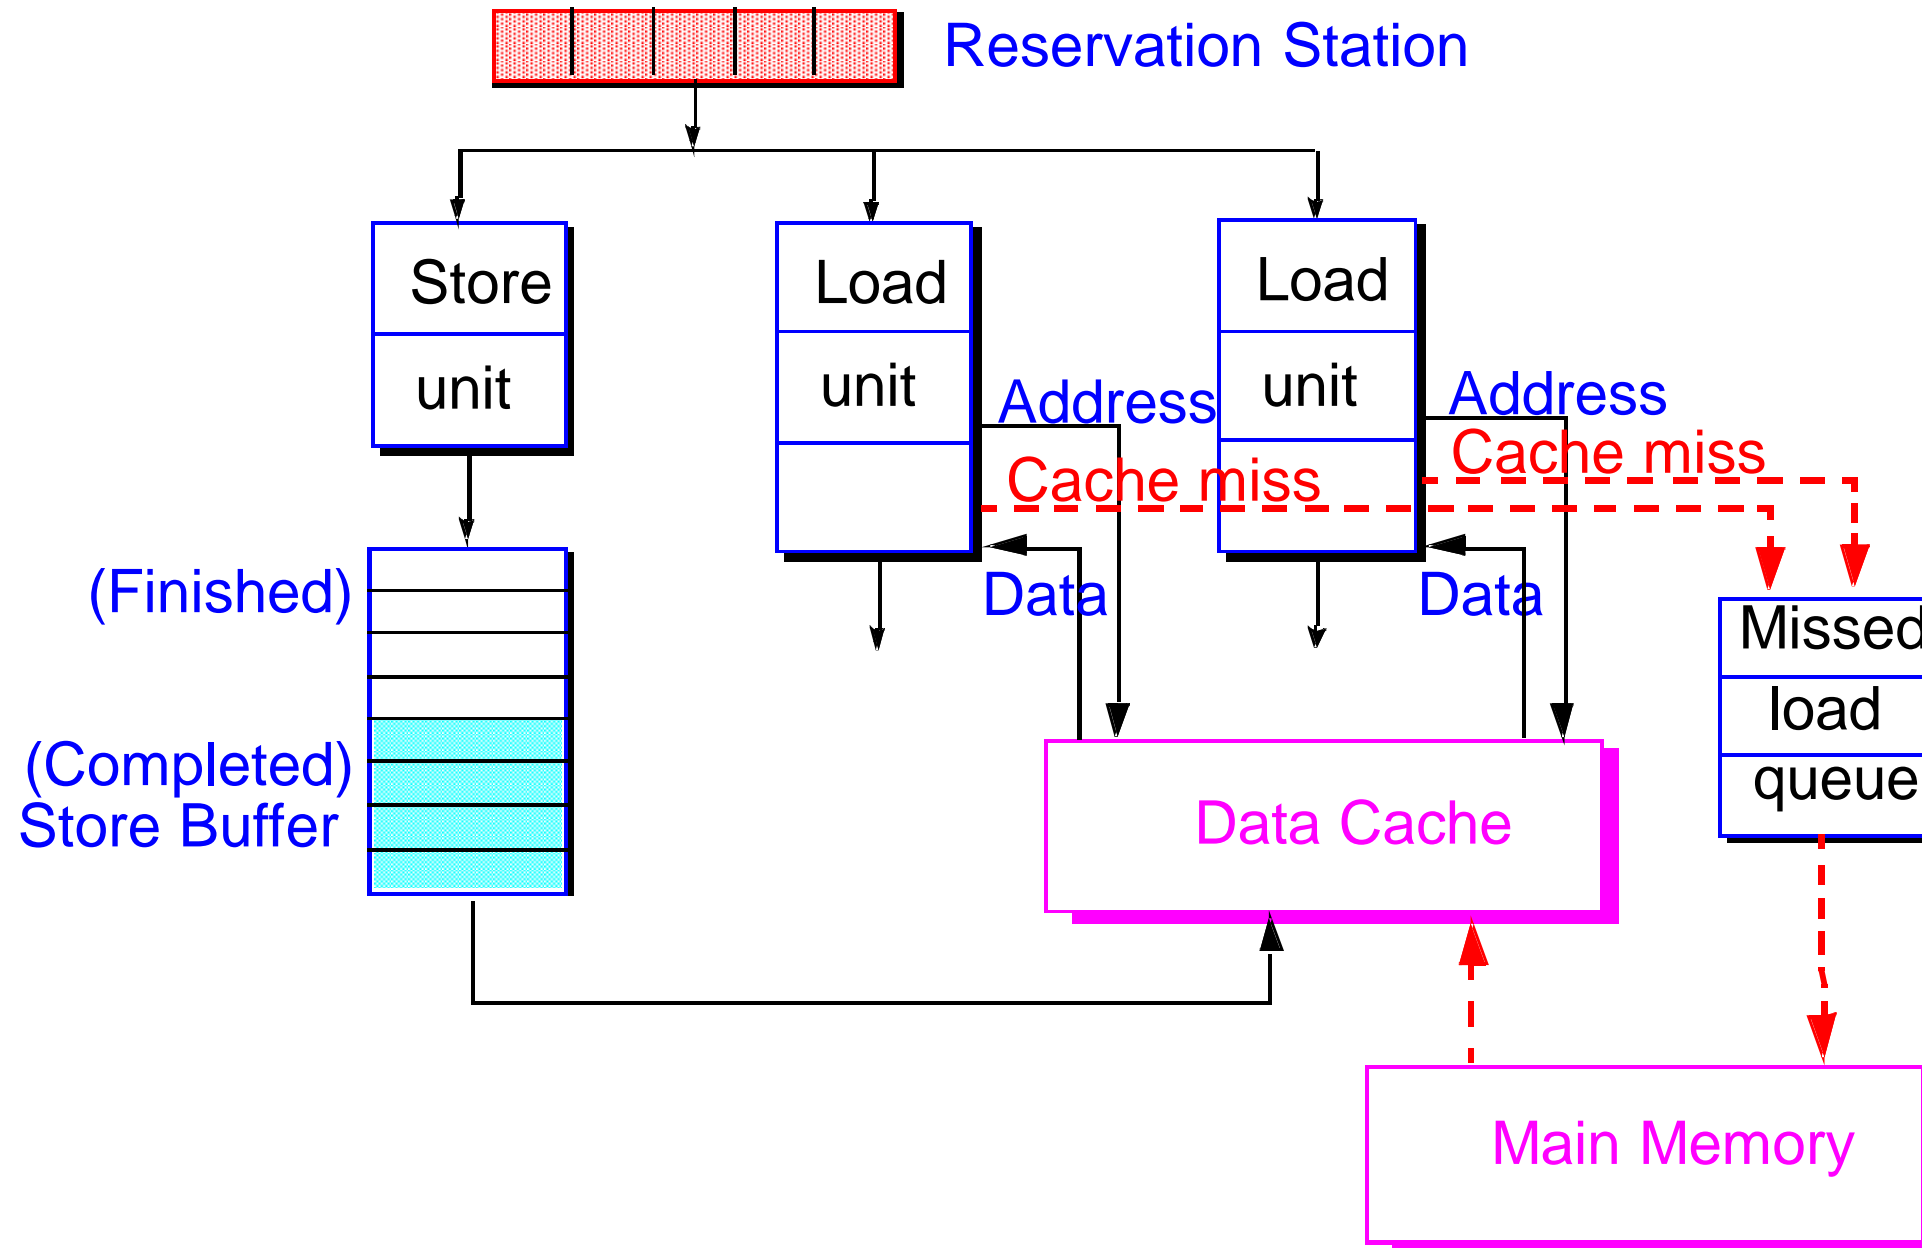 Reservation Station
Store
unit
Load
unit
Load
unit
Address
Address
Cache miss
Cache miss
Data
Data
(Finished)
(Completed)
Store Buffer
Missed
load
queue
Data Cache
Main Memory